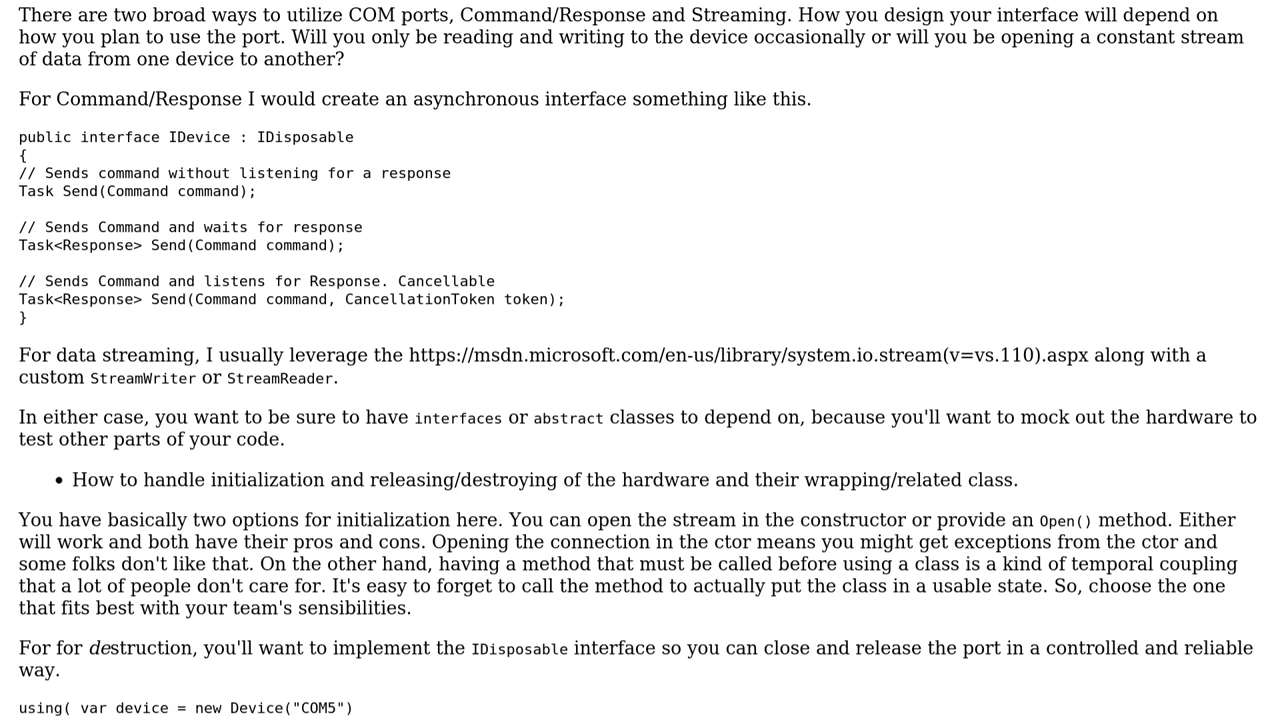 There are two broad ways to utilize COM ports, Command/Response and Streaming. How you design your interface will depend on
how you plan to use the port. Will you only be reading and writing to the device occasionally or will you be opening a constant stream
of data from one device to another?
For Command/Response I would create an asynchronous interface something like this.
public interface IDevice : IDisposable
{
// Sends command without listening for a response
Task Send(Command command);
// Sends Command and waits for response
Task<Response> Send(Command command);
// Sends Command and listens for Response. Cancellable
Task<Response> Send(Command command, CancellationToken token);
}
For data streaming, I usually leverage the https://msdn.microsoft.com/en-us/library/system.io.stream(v=vs.110).aspx along with a
custom StreamWriter or StreamReader.
In either case, you want to be sure to have interfaces or abstract classes to depend on, because you'll want to mock out the hardware to
test other parts of your code.
• How to handle initialization and releasing/destroying of the hardware and their wrapping/related class.
You have basically two options for initialization here. You can open the stream in the constructor or provide an Open() method. Either
will work and both have their pros and cons. Opening the connection in the ctor means you might get exceptions from the ctor and
some folks don't like that. On the other hand, having a method that must be called before using a class is a kind of temporal coupling
that a lot of people don't care for. It's easy to forget to call the method to actually put the class in a usable state. So, choose the one
that fits best with your team's sensibilities.
For for destruction, you'll want to implement the IDisposable interface so you can close and release the port in a controlled and reliable
way.
using( var device = new Device("COM5")